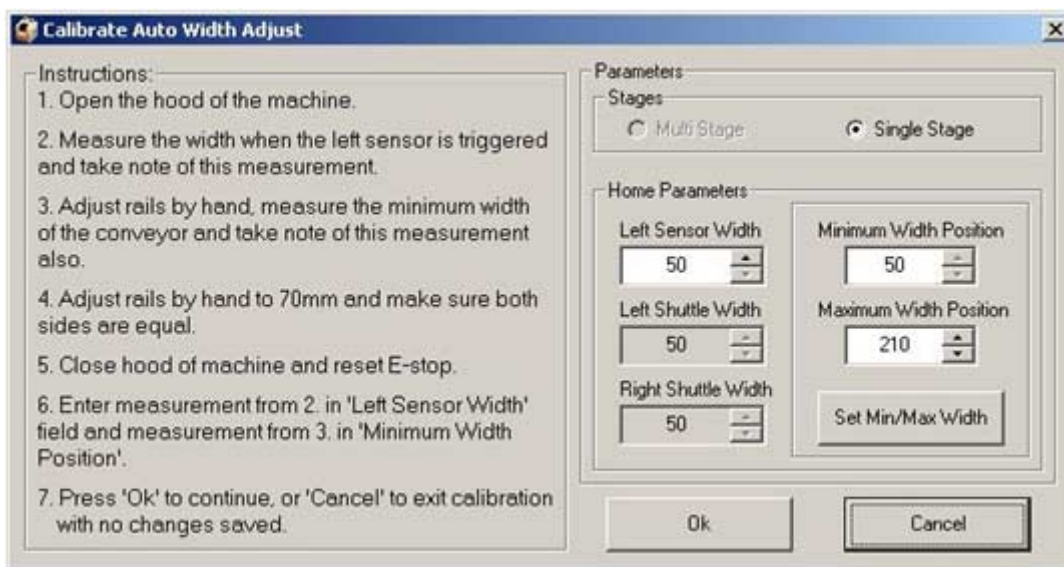 Calibrate Auto Width Adjust
Instructions:
1. Open the hood of the machine.
2. Measure the width when the left sensor is triggered
and take note of this measurement.
3. Adjust rails by hand, measure the minimum width
of the conveyor and take note of this measurement
also.
4. Adjust rails by hand to 70mm and make sure both
sides are equal.
5. Close hood of machine and reset E-stop.
6. Enter measurement from 2. in 'Left Sensor Width'
field and measurement from 3. in 'Minimum Width
Position'.
7. Press 'Ok' to continue, or 'Cancel' to exit calibration
with no changes saved.
Parameters
Stages
Multi Stage
Single Stage
Home Parameters
Left Sensor Width
50
Left Shuttle Width
50
Right Shuttle Width
50
Minimum Width Position
50
Maximum Width Position
210
Set Min/Max Width
Ok
Cancel